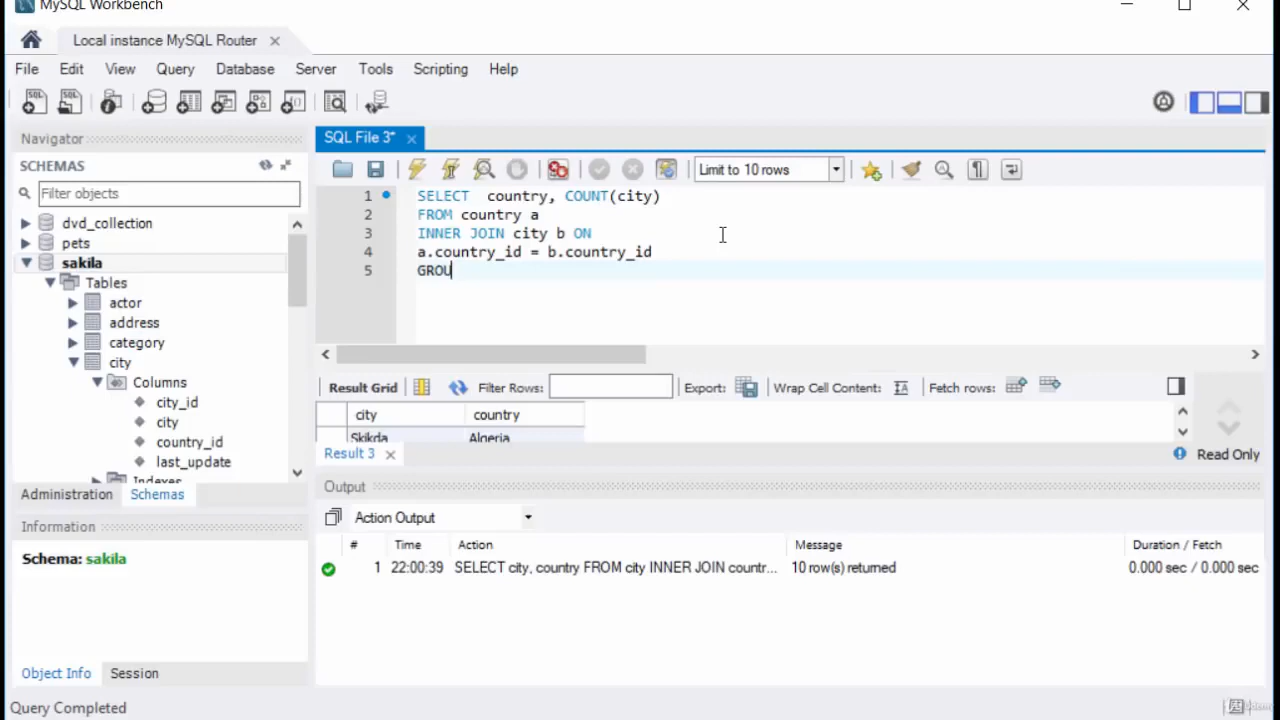 MySQL Workbench
Local instance MySQL Router
File Edit View Query Database Server Tools Scripting Help
Navigator
SCHEMAS
Filter objects
dvd_collection
pets
sakila
Tables
actor
address
category
city
Columns
city_id
city
country_id
last_update
Indexes
Administration Schemas
Information
Schema: sakila
Object Info Session
Query Completed
SQL File 3*
Limit to 10 rows
1 SELECT country, COUNT(city)
2 FROM country a
3 INNER JOIN city b ON
4 a.country_id = b.country_id
5 GROU
Result Grid Filter Rows: Export: Wrap Cell Content: Fetch rows:
city country
Skikda Algeria
Result 3 Read Only
Output
Action Output
# Time Action Message Duration / Fetch
1 22:00:39 SELECT city, country FROM city INNER JOIN countr... 10 row(s) returned 0.000 sec / 0.000 sec